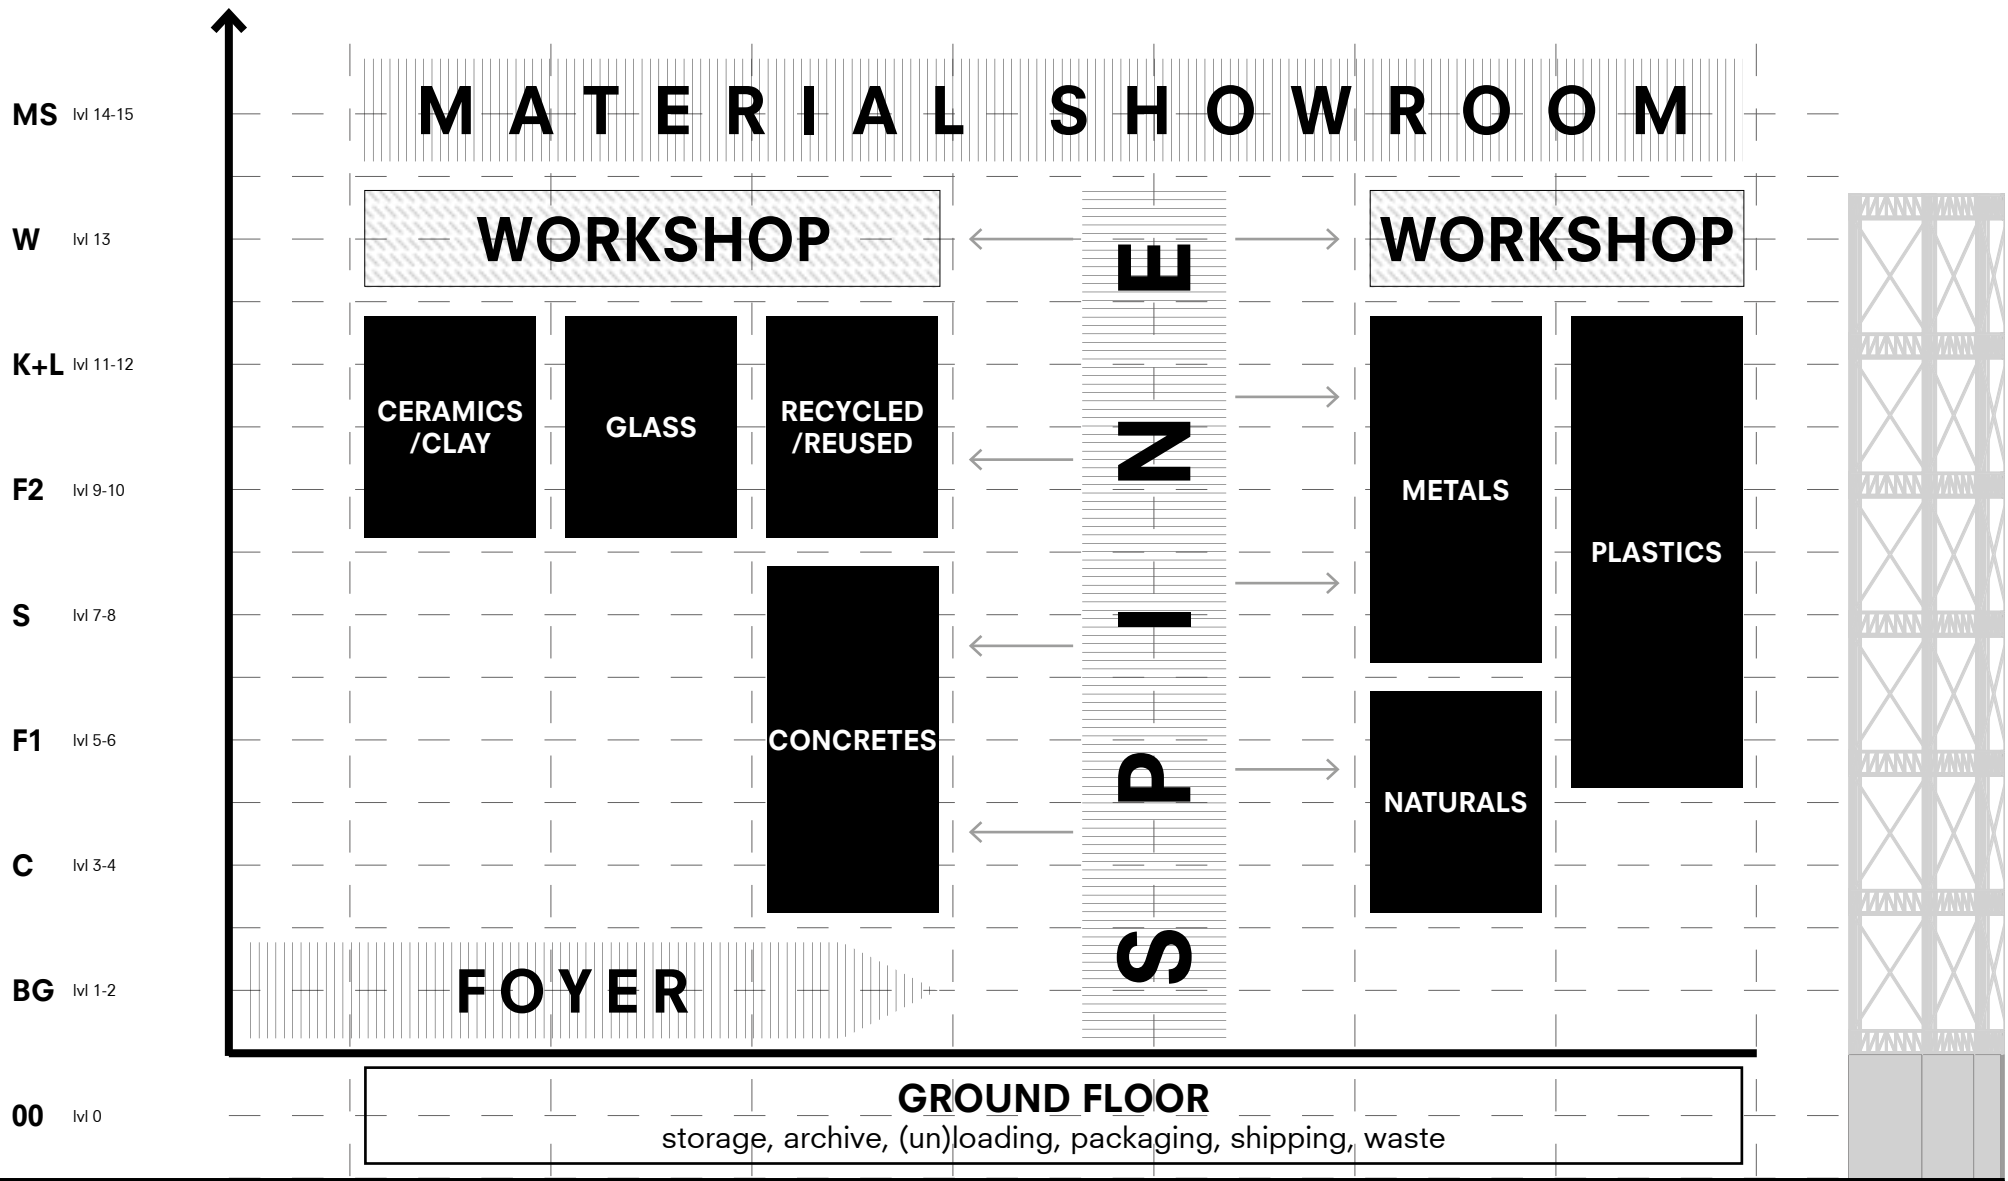 MS lvl 14-15
MATERIAL SHOWROOM
W lvl 13
WORKSHOP
WORKSHOP
K+L lvl 11-12
CERAMICS
/CLAY
GLASS
RECYCLED
/REUSED
F2 lvl 9-10
METALS
PLASTICS
S lvl 7-8
SPINE
F1 lvl 5-6
CONCRETES
NATURALS
C lvl 3-4
BG lvl 1-2
FOYER
00 lvl 0
GROUND FLOOR
storage, archive, (un)loading, packaging, shipping, waste